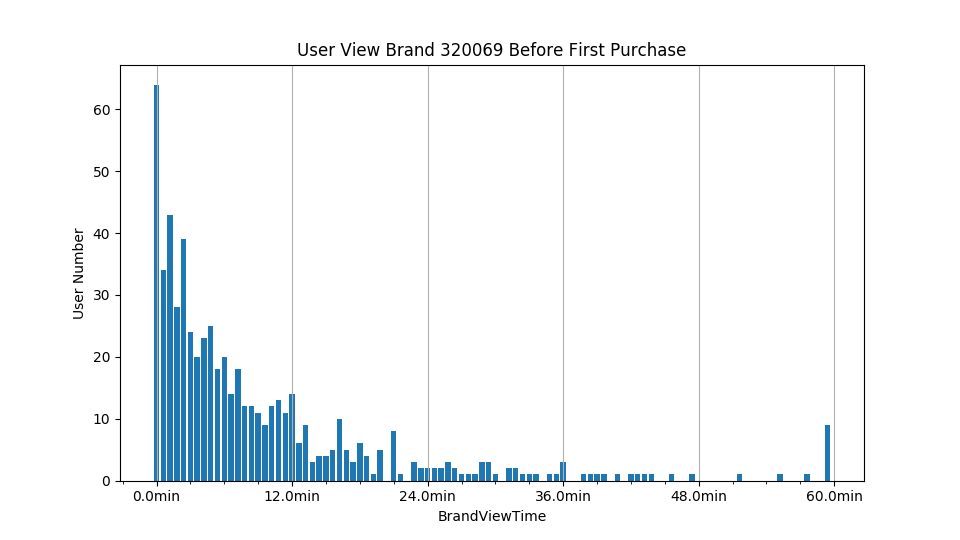 User View Brand 320069 Before First Purchase
60
50
40
30
20
10
0
User Number
0.0min 12.0min 24.0min 36.0min 48.0min 60.0min
BrandViewTime